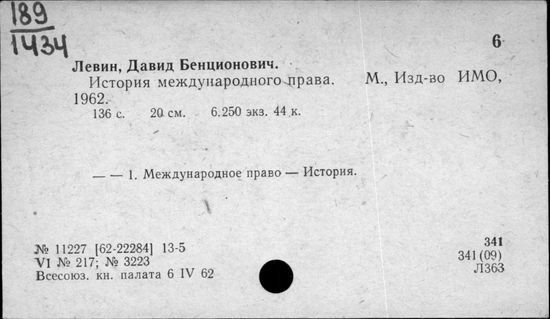 189
1434
6
Левин, Давид Бенционович.
История международного права. М., Изд-во ИМО,
1962.
136 с. 20 см. 6.250 экз. 44 к.
— — 1. Международное право — История.
№ 11227 [62-22284] 13-5
VI № 217; № 3223
Всесоюз. кн. палата 6 IV 62
341
341 (09)
Л363